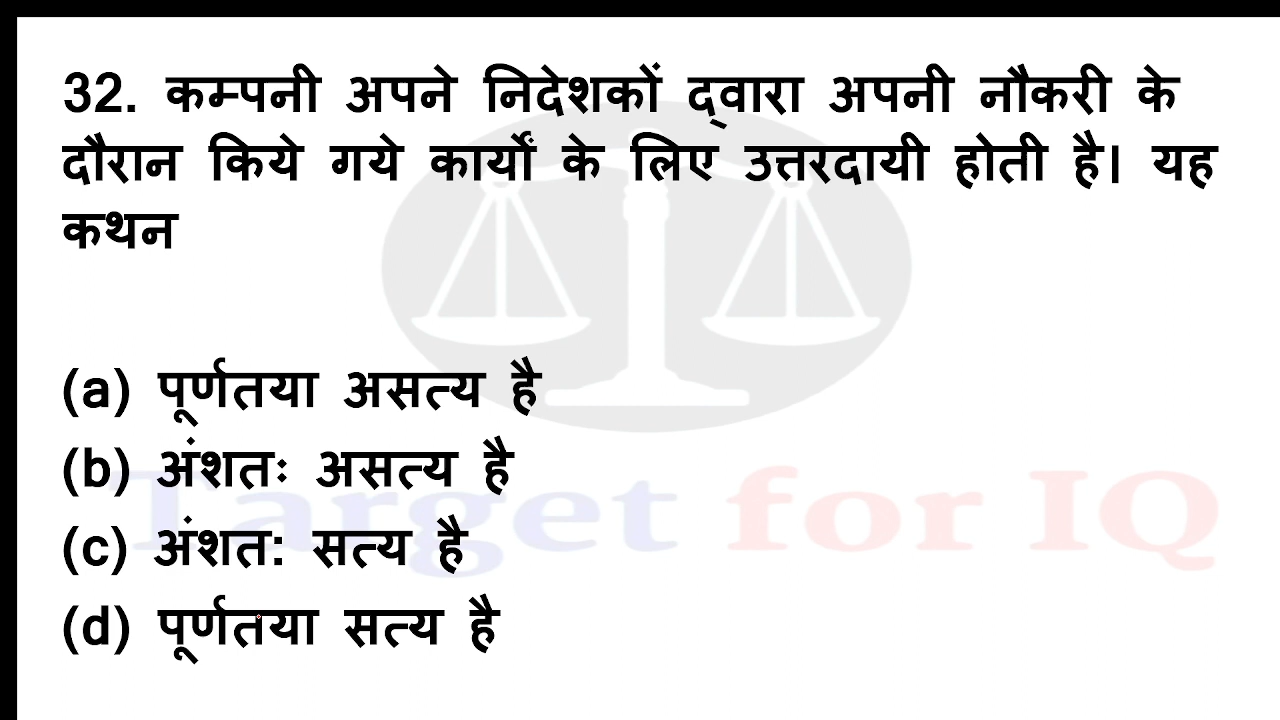 32. कम्पनी अपने निदेशकों द्वारा अपनी नौकरी के
दौरान किये गये कार्यों के लिए उत्तरदायी होती है। यह
कथन
(a) पूर्णतया असत्य है
(b) अंशतः असत्य है
(c) अंशत: सत्य है
(d) पूर्णतया सत्य है
Target for IQ